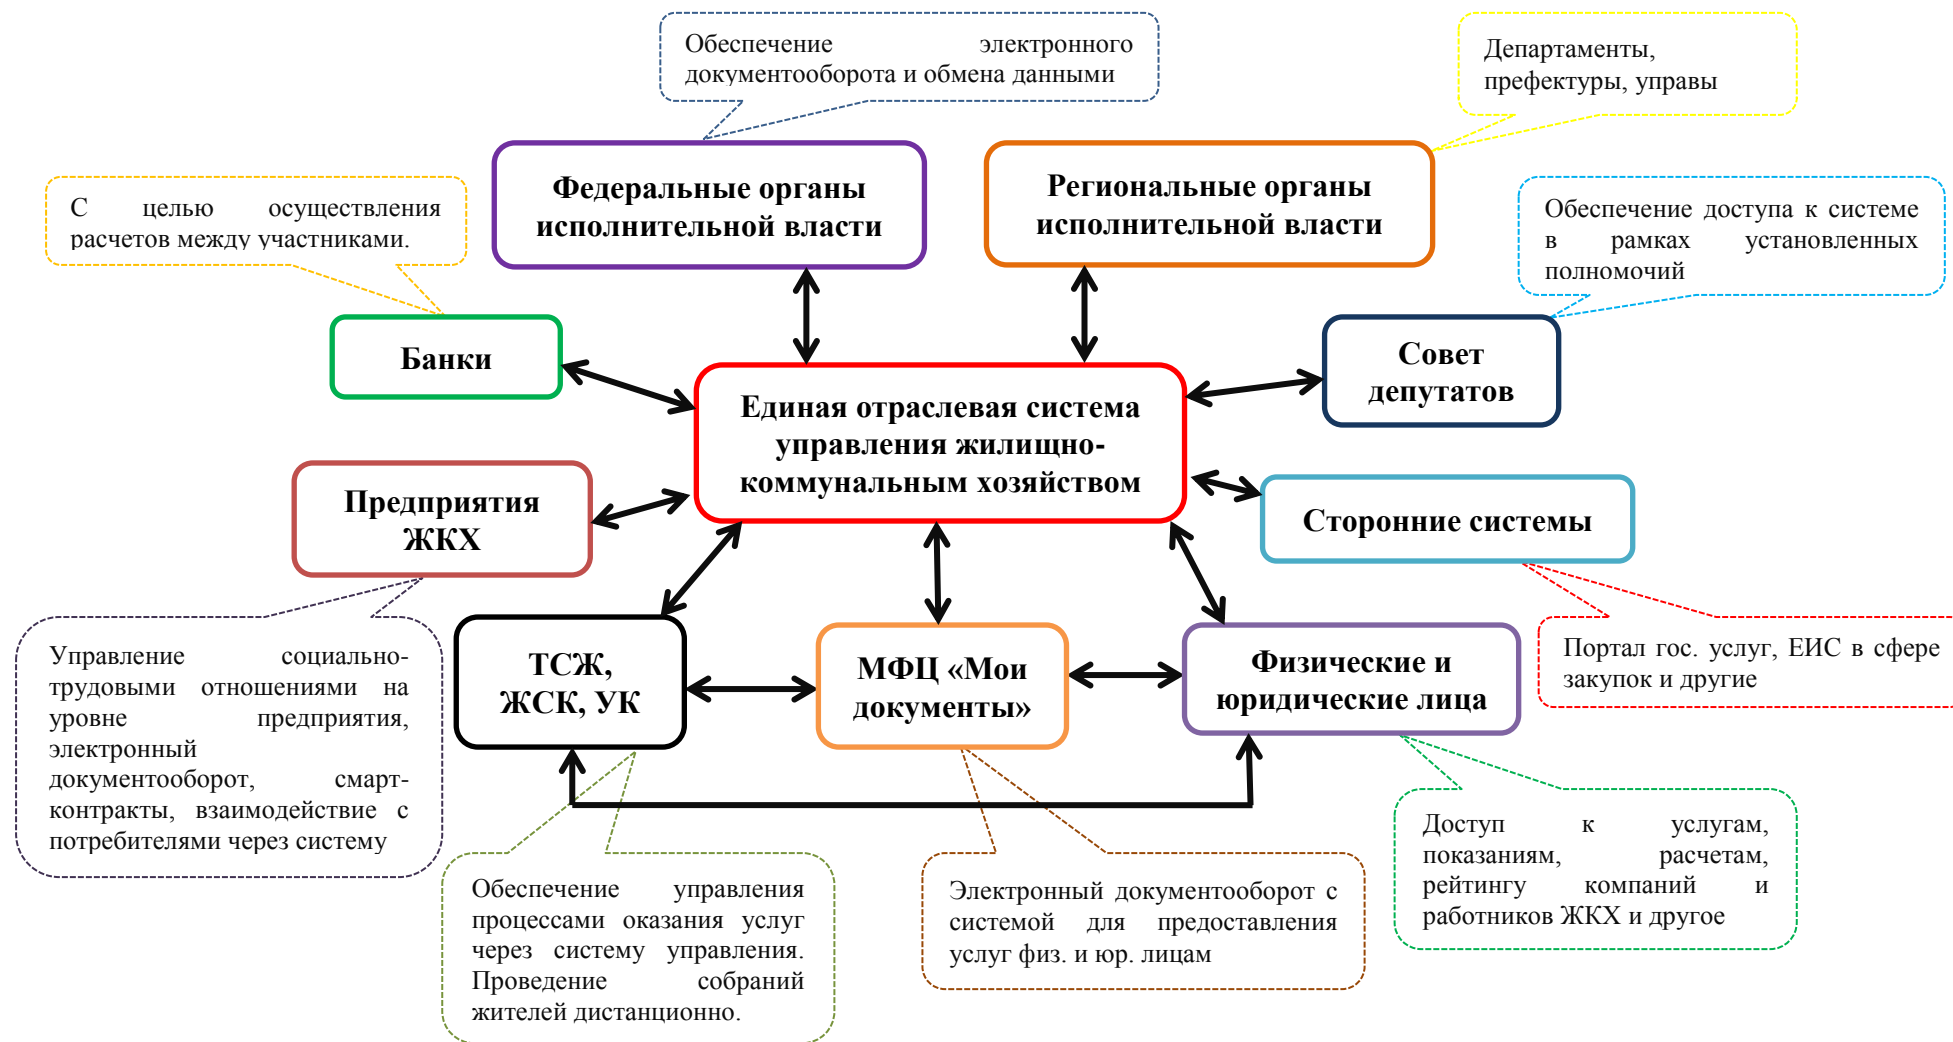 Обеспечение электронного
документооборота и обмена данными
Департаменты,
префектуры, управы
С целью осуществления
расчетов между участниками.
Федеральные органы
исполнительной власти
Региональные органы
исполнительной власти
Обеспечение доступа к системе
в рамках установленных
полномочий
Банки
Совет
депутатов
Единая отраслевая система
управления жилищно-
коммунальным хозяйством
Предприятия
ЖКХ
Сторонние системы
Управление социально-
трудовыми отношениями на
уровне предприятия,
электронный
документооборот, смарт-
контракты, взаимодействие с
потребителями через систему
ТСЖ,
ЖСК, УК
МФЦ «Мои
документы»
Физические и
юридические лица
Портал гос. услуг, ЕИС в сфере
закупок и другие
Обеспечение управления
процессами оказания услуг
через систему управления.
Проведение собраний
жителей дистанционно.
Электронный документооборот с
системой для предоставления
услуг физ. и юр. лицам
Доступ к услугам,
показаниям, расчетам,
рейтингу компаний и
работников ЖКХ и другое